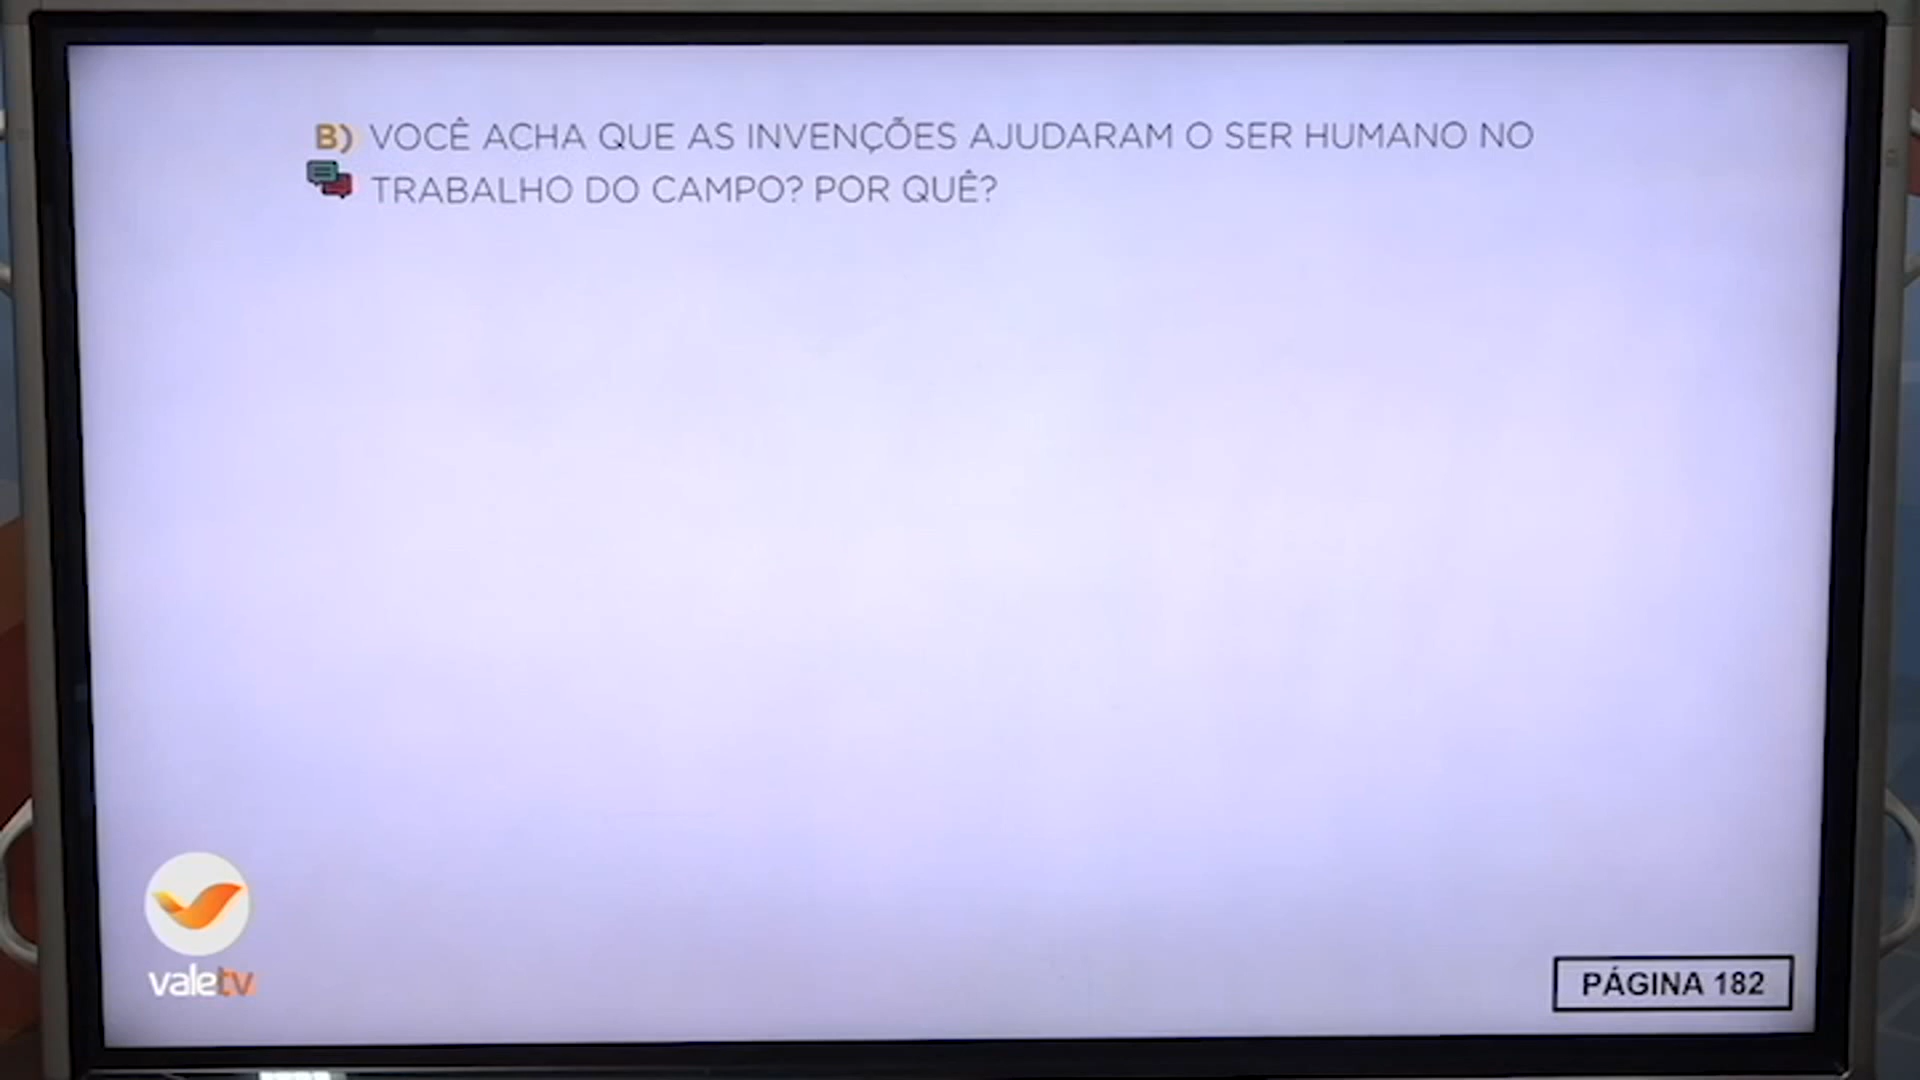 B) VOCÊ ACHA QUE AS INVENÇÕES AJUDARAM O SER HUMANO NO
TRABALHO DO CAMPO? POR QUÊ?
valetv
PÁGINA 182